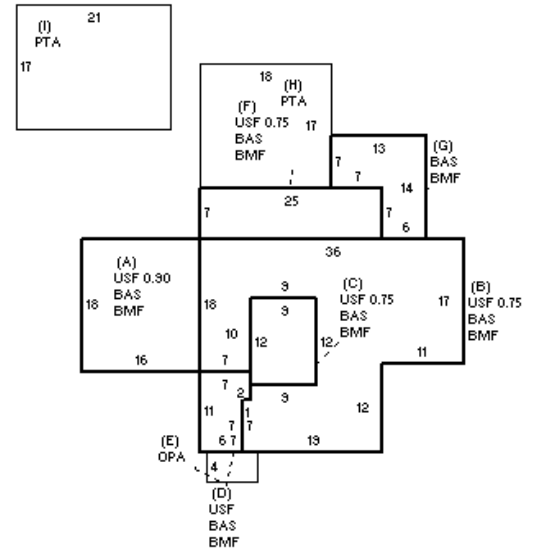 21
(I)
PTA
17
18
(H)
PTA
(F)
USF 0.75
BAS
BMF
17
13
(G)
BAS
BMF
7
7
14
25
7
7
6
36
(A)
USF 0.90
BAS
BMF
(C)
USF 0.75
BAS
BMF
9
9
(B)
USF 0.75
BAS
BMF
18
18
17
10
12
12
16
7
11
7
2
9
11
1
12
7
7
6
7
19
(E)
OPA
4
(D)
USF
BAS
BMF